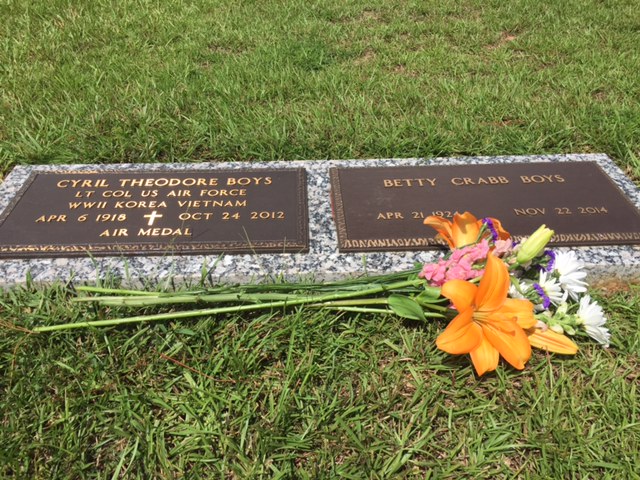 CYRIL THEODORE BOYS
LT COL US AIR FORCE
WWII KOREA VIETNAM
APR 6 1918 OCT 24 2012
AIR MEDAL
BETTY CRABB BOYS
APR 21, NOV 22 2014